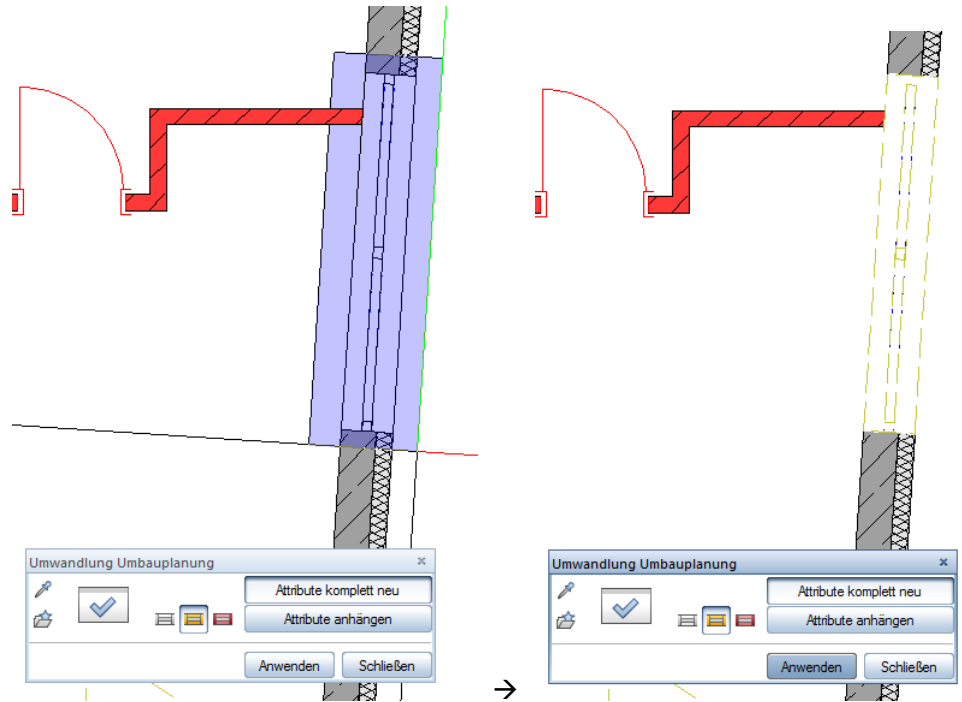 Umwandlung Umbauplanung
Attribute komplett neu
Attribute anhängen
Anwenden Schließen
→
Umwandlung Umbauplanung
Attribute komplett neu
Attribute anhängen
Anwenden Schließen